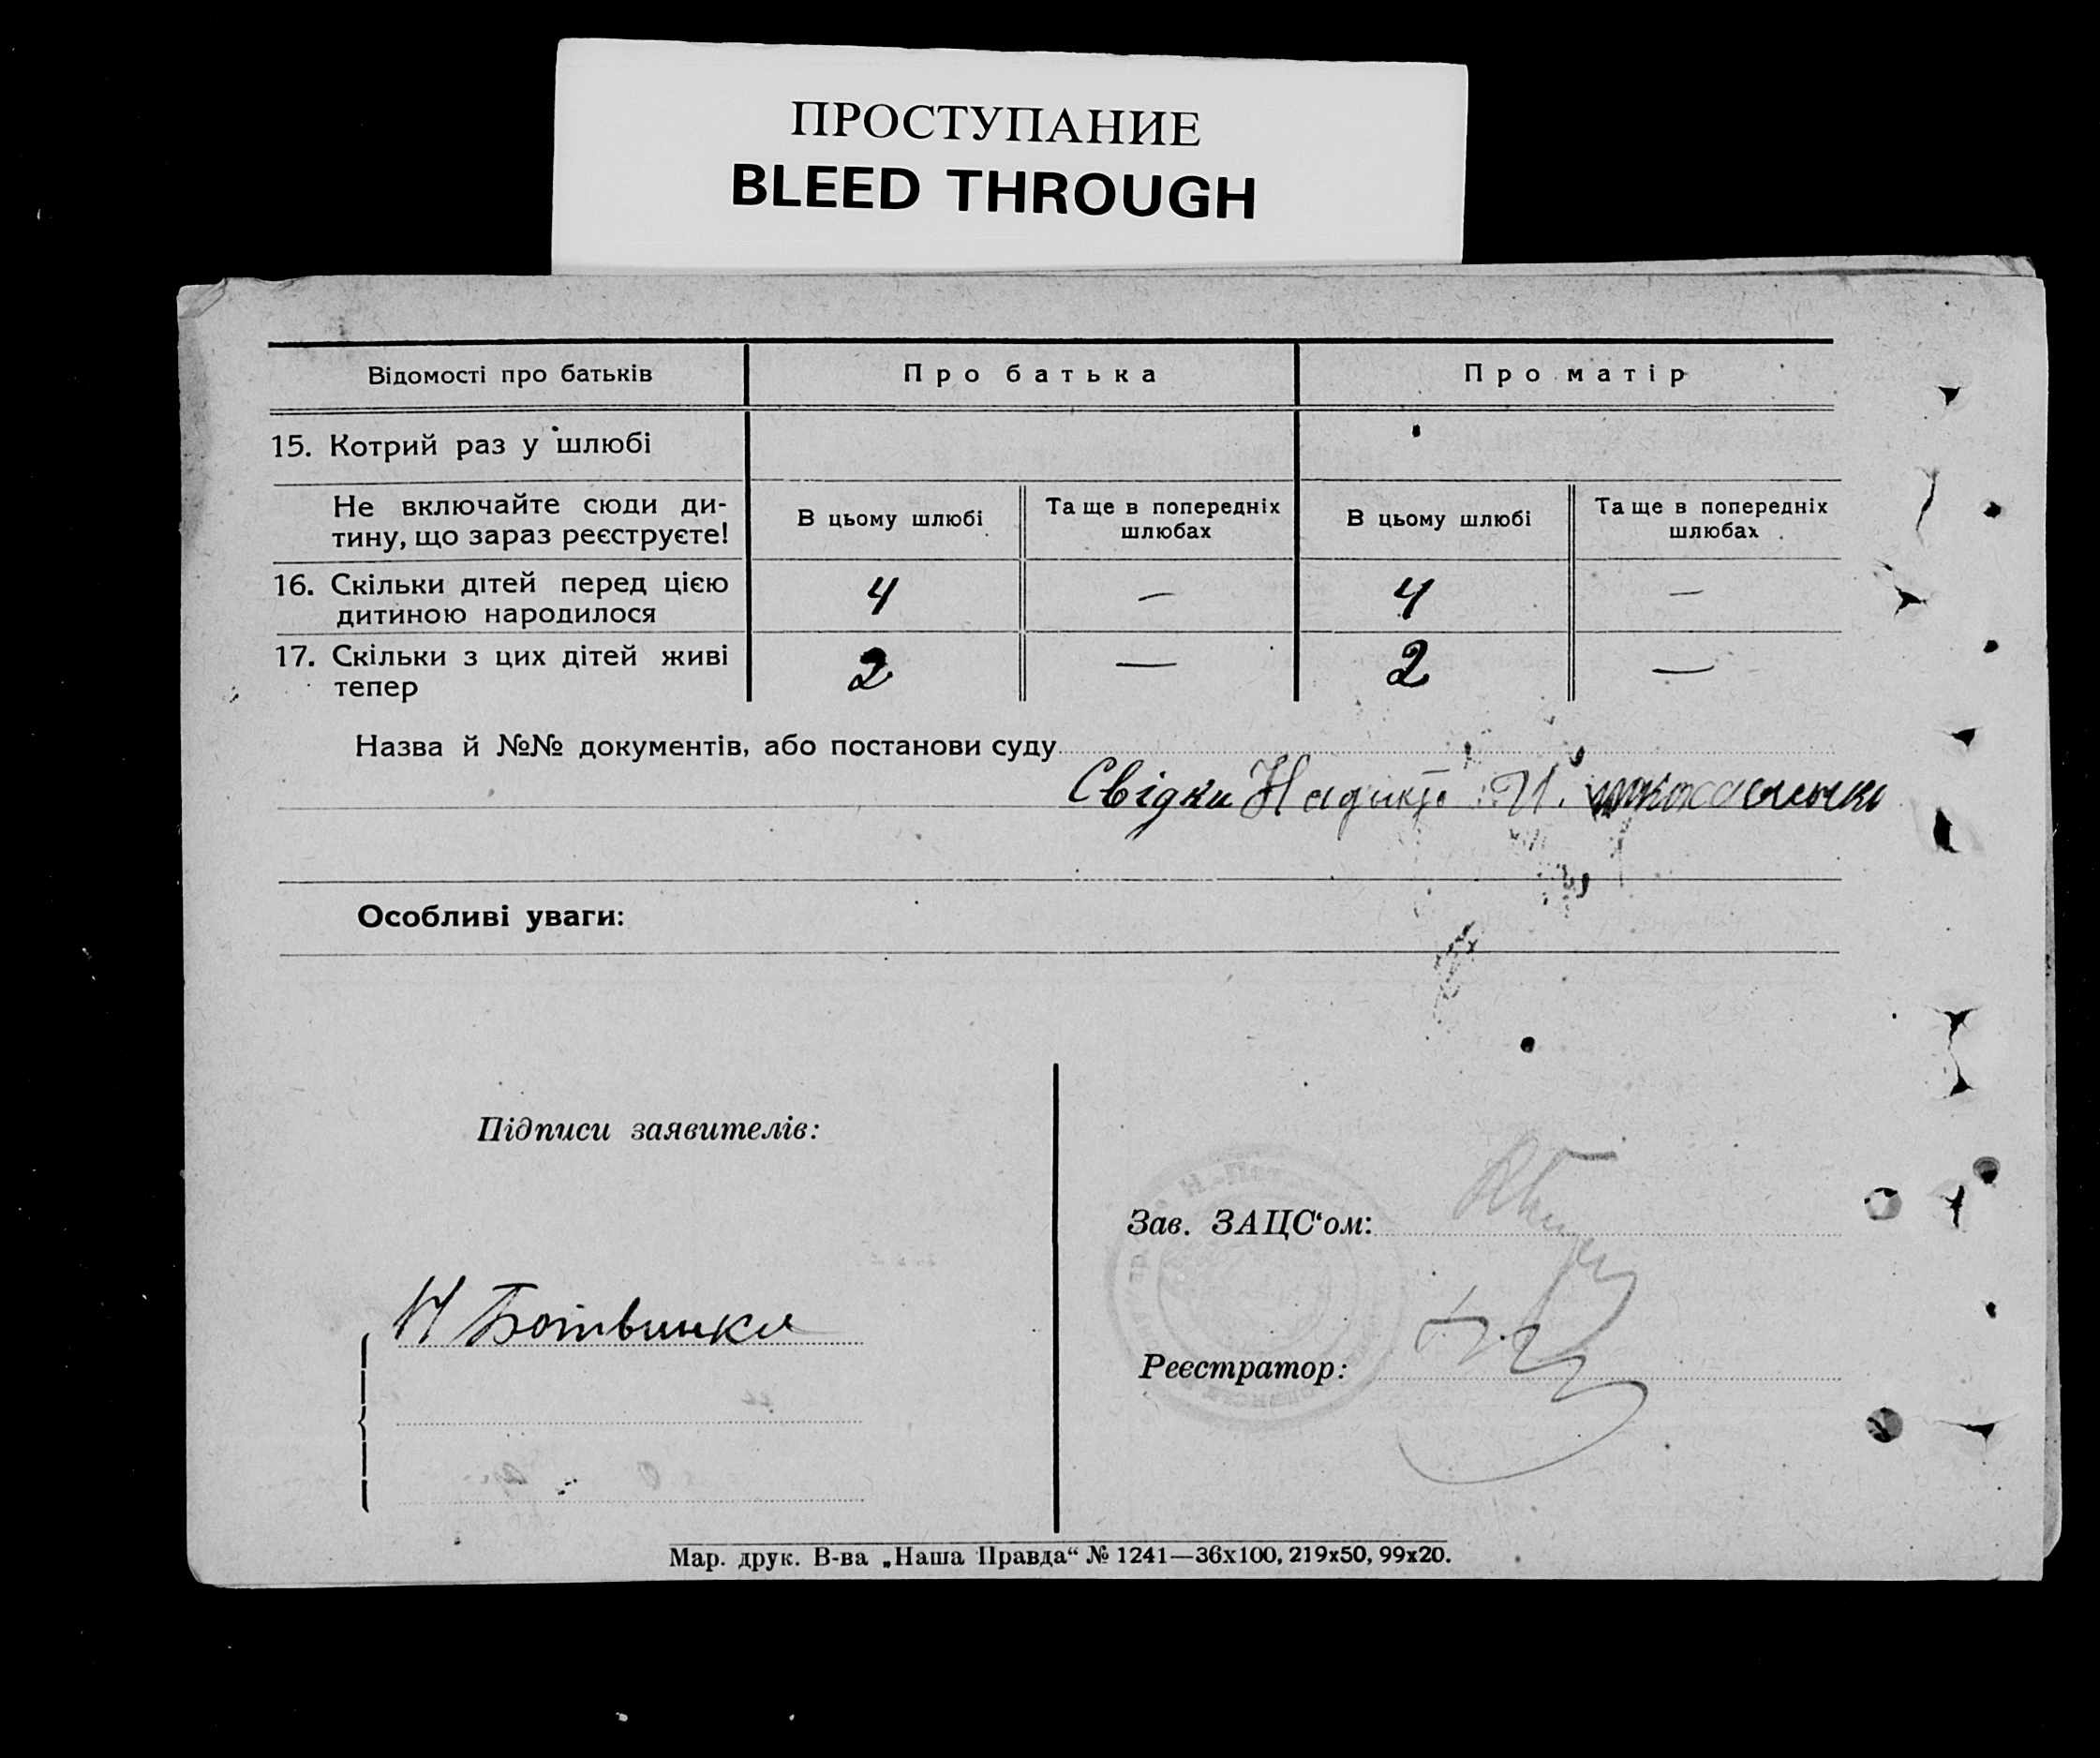 ПРОСТУПАНИЕ
BLEED THROUGH
Відомості про батьків
Про батька
Про матір
15. Котрий раз у шлюбі
Не включайте сюди ди-
тину, що зараз реєструєте!
В цьому шлюбі
Та ще в попередніх
шлюбах
В цьому шлюбі
Та ще в попередніх
шлюбах
16. Скільки дітей перед цією
дитиною народилося
4
—
4
—
17. Скільки з цих дітей живі
тепер
2
—
2
—
Назва й №№ документів, або постанови суду
Свідки
Особливі уваги:
Підписи заявителів:
Зав. ЗАЦС‘ом:
Реєстратор:
Мар. друк. В-ва „Наша Правда“ № 1241—36х100, 219х50, 99х20.